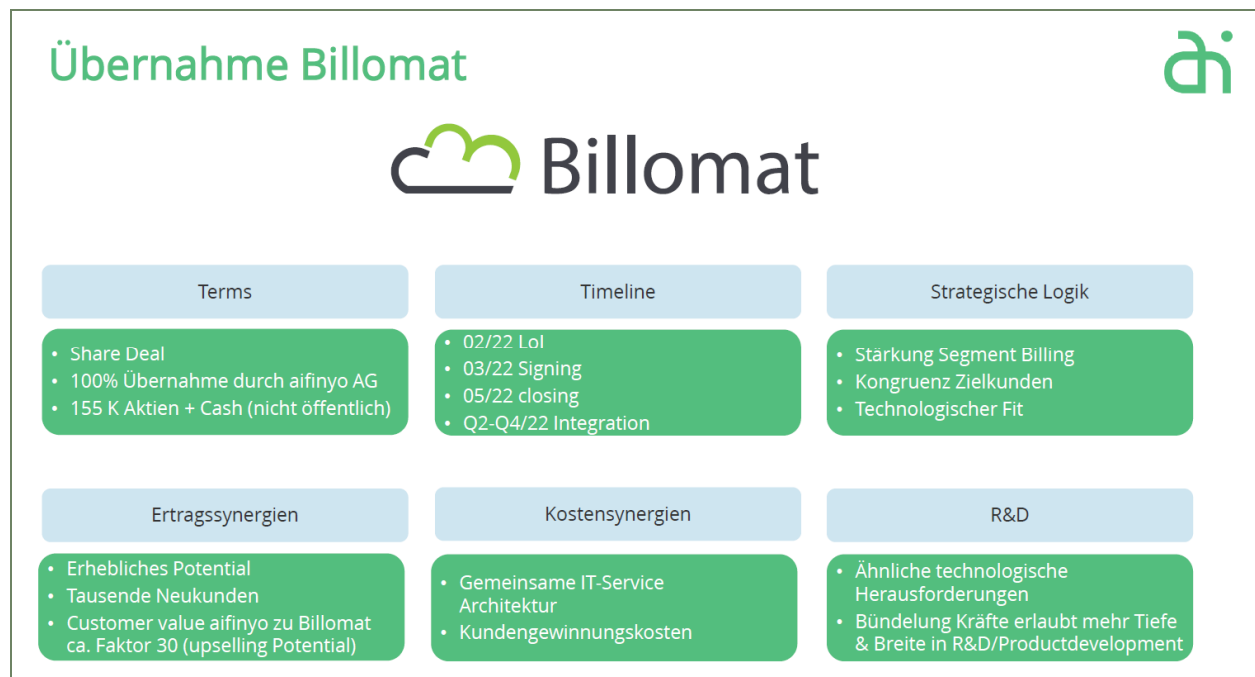 Übernahme Billomat
Billomat
Terms
• Share Deal
• 100% Übernahme durch aifinyo AG
• 155 K Aktien + Cash (nicht öffentlich)
Timeline
• 02/22 LoI
• 03/22 Signing
• 05/22 closing
• Q2-Q4/22 Integration
Strategische Logik
• Stärkung Segment Billing
• Kongruenz Zielkunden
• Technologischer Fit
Ertragssynergien
• Erhebliches Potential
• Tausende Neukunden
• Customer value aifinyo zu Billomat
ca. Faktor 30 (upselling Potential)
Kostensynergien
• Gemeinsame IT-Service
Architektur
• Kundengewinnungskosten
R&D
• Ähnliche technologische
Herausforderungen
• Bündelung Kräfte erlaubt mehr Tiefe
& Breite in R&D/Productdevelopment